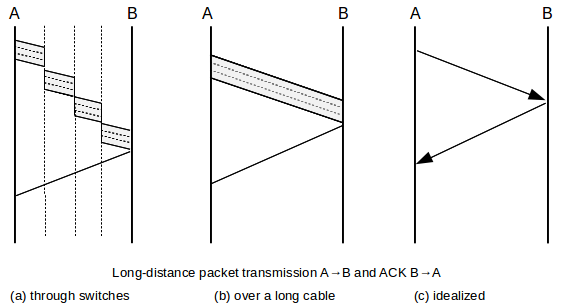 A B A B A B
Long-distance packet transmission A→B and ACK B→A
(a) through switches (b) over a long cable (c) idealized